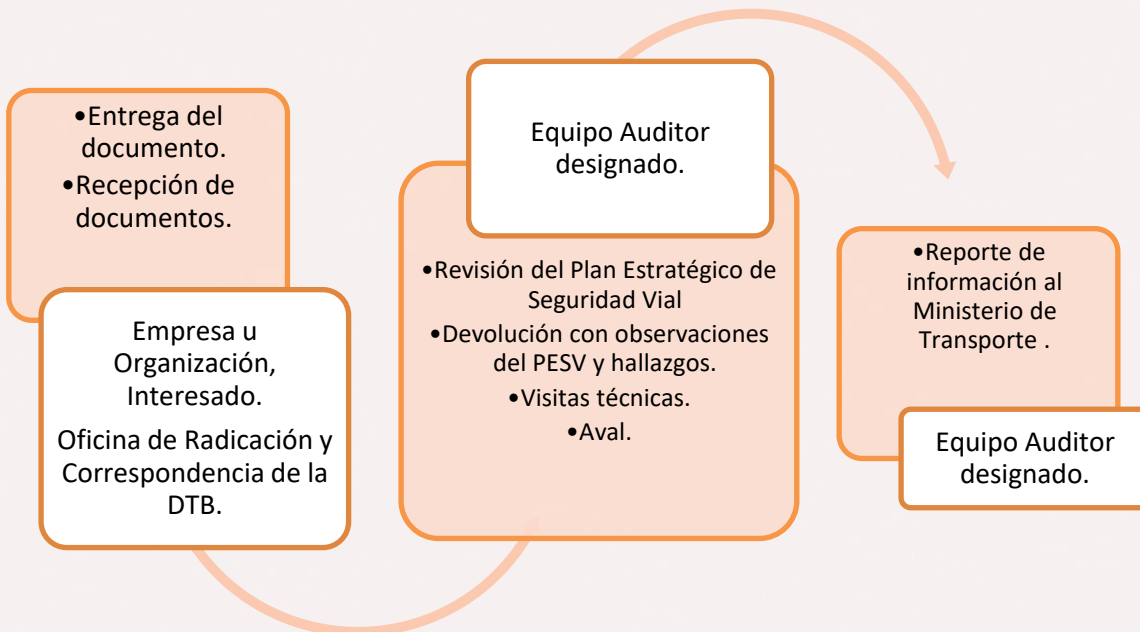 •Entrega del
documento.
•Recepción de
documentos.
Empresa u
Organización,
Interesado.
Oficina de Radicación y
Correspondencia de la
DTB.
Equipo Auditor
designado.
•Revisión del Plan Estratégico de
Seguridad Vial
•Devolución con observaciones
del PESV y hallazgos.
•Visitas técnicas.
•Aval.
•Reporte de
información al
Ministerio de
Transporte .
Equipo Auditor
designado.